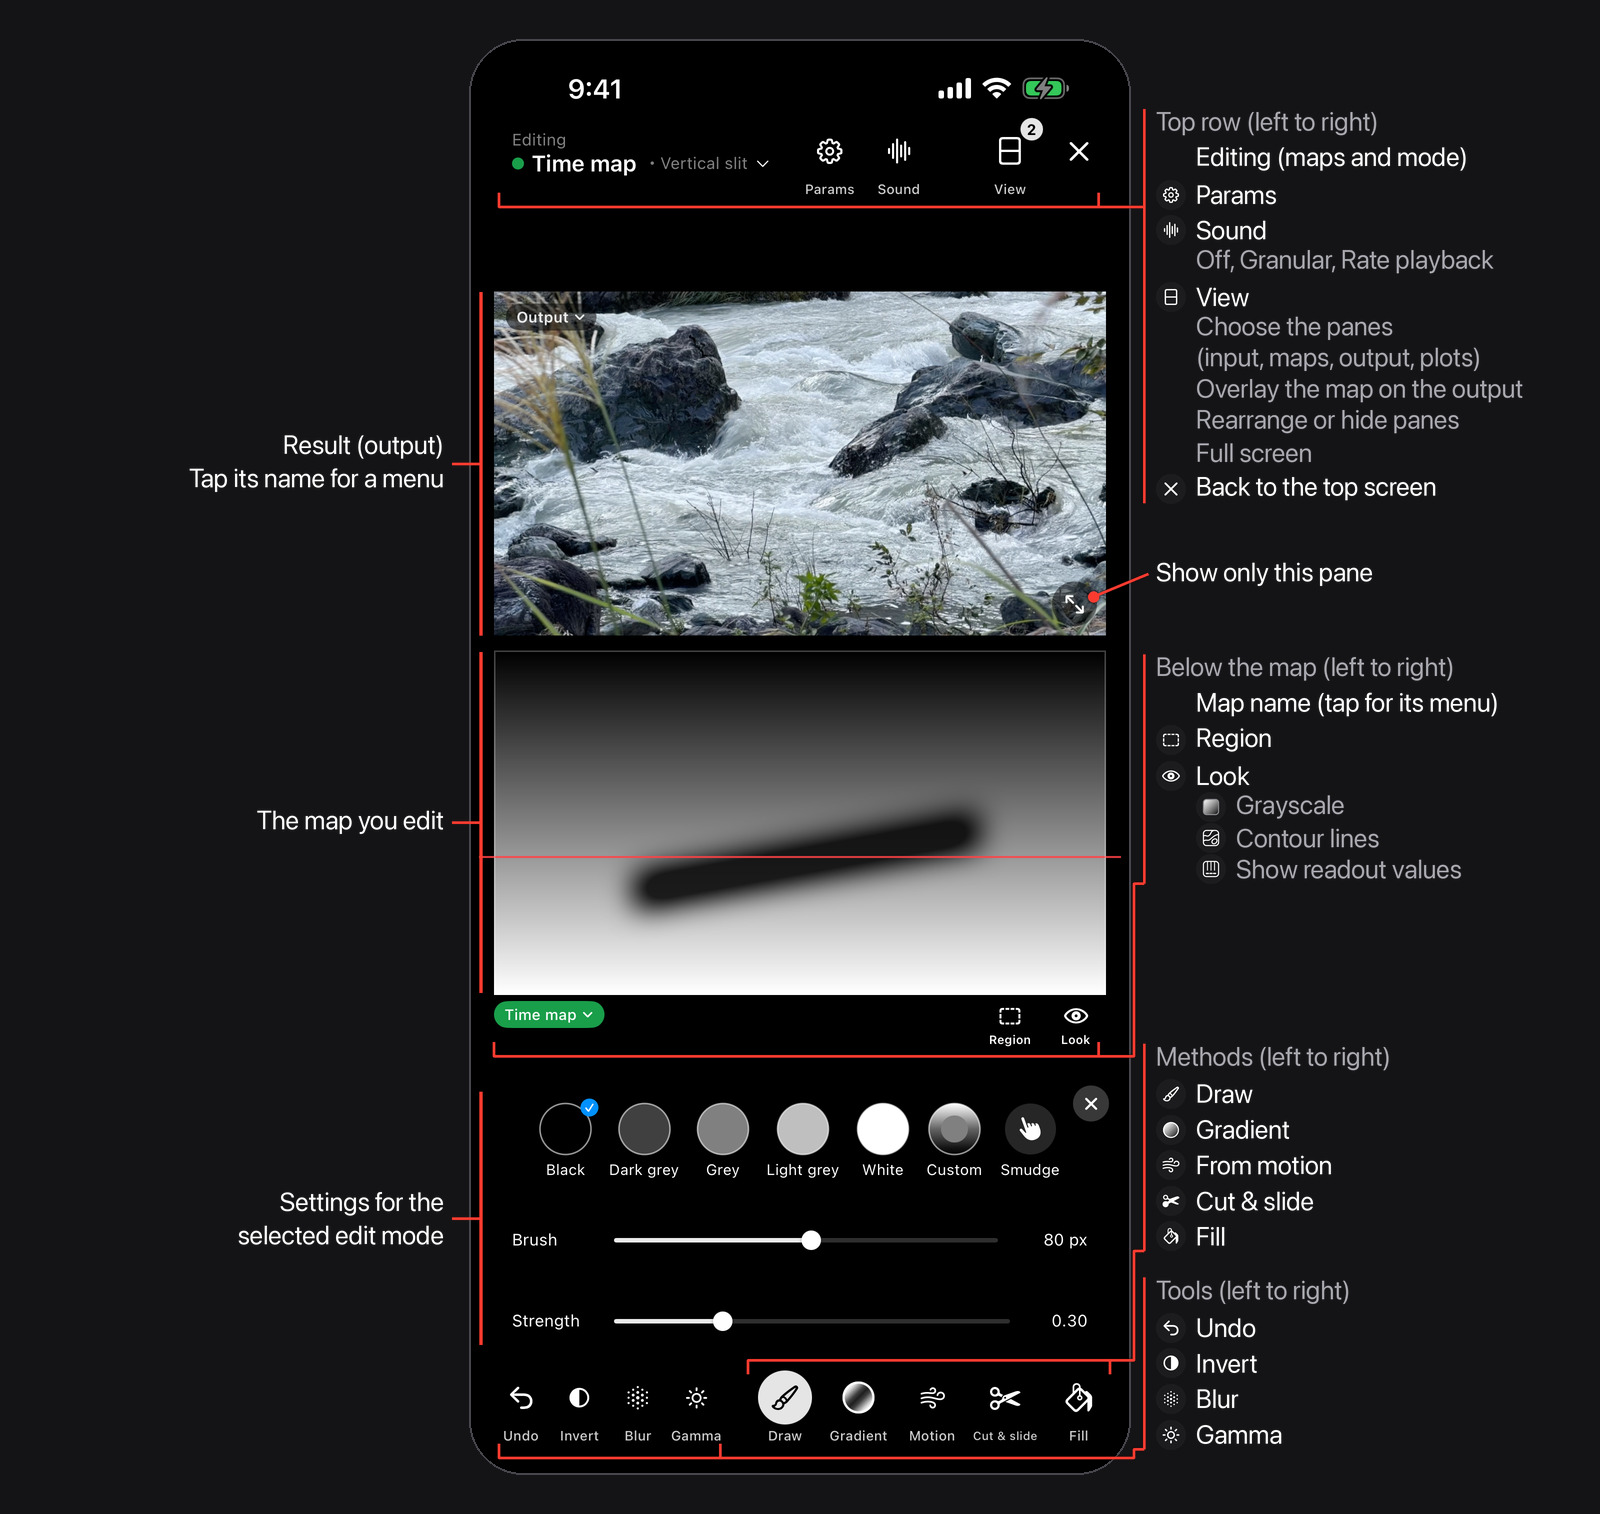 9:41
Editing
Time map · Vertical slit
Params
Sound
2
View
Output
Time map
Region
Look
Black
Dark grey
Grey
Light grey
White
Custom
Smudge
Brush
80 px
Strength
0.30
Undo
Invert
Blur
Gamma
Draw
Gradient
Motion
Cut & slide
Fill
Result (output)
Tap its name for a menu
The map you edit
Settings for the
selected edit mode
Top row (left to right)
Editing (maps and mode)
Params
Sound
Off, Granular, Rate playback
View
Choose the panes
(input, maps, output, plots)
Overlay the map on the output
Rearrange or hide panes
Full screen
Back to the top screen
Show only this pane
Below the map (left to right)
Map name (tap for its menu)
Region
Look
Grayscale
Contour lines
Show readout values
Methods (left to right)
Draw
Gradient
From motion
Cut & slide
Fill
Tools (left to right)
Undo
Invert
Blur
Gamma